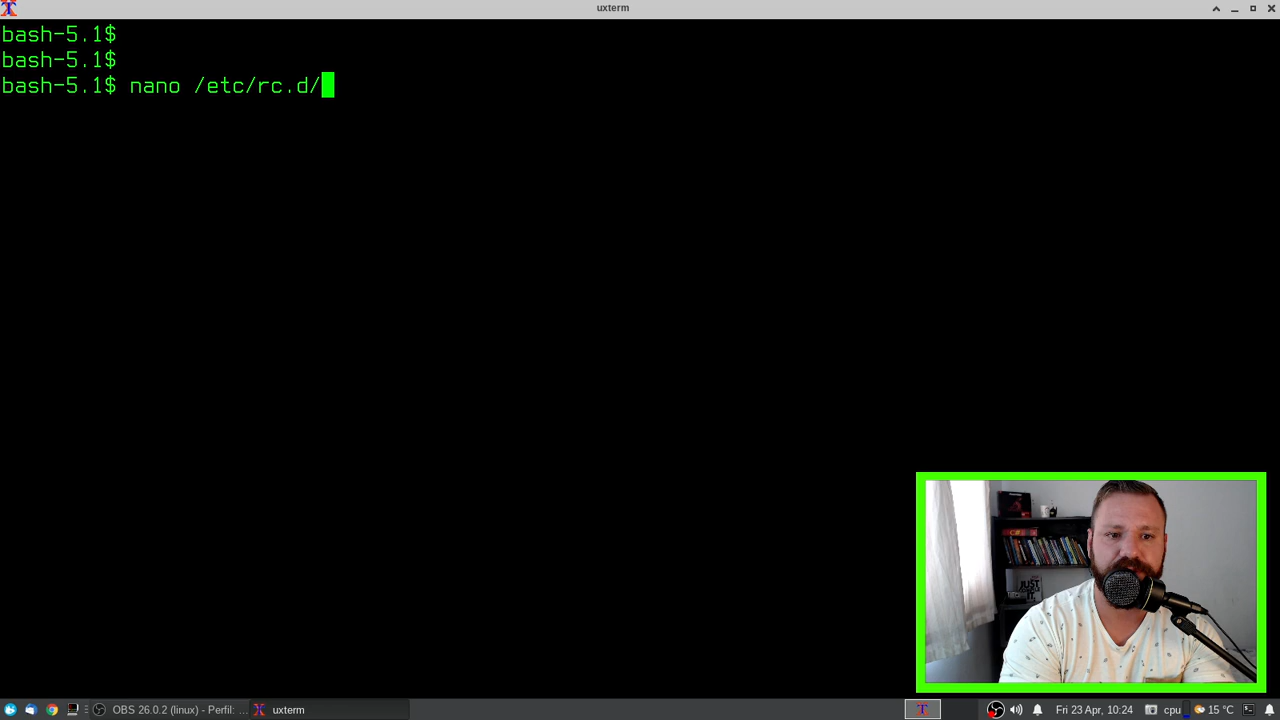 uxterm
bash-5.1$
bash-5.1$
bash-5.1$ nano /etc/rc.d/
JUST
OBS 26.0.2 (linux) - Perfil: ...
uxterm
Fri 23 Apr, 10:24
cpu
15 °C